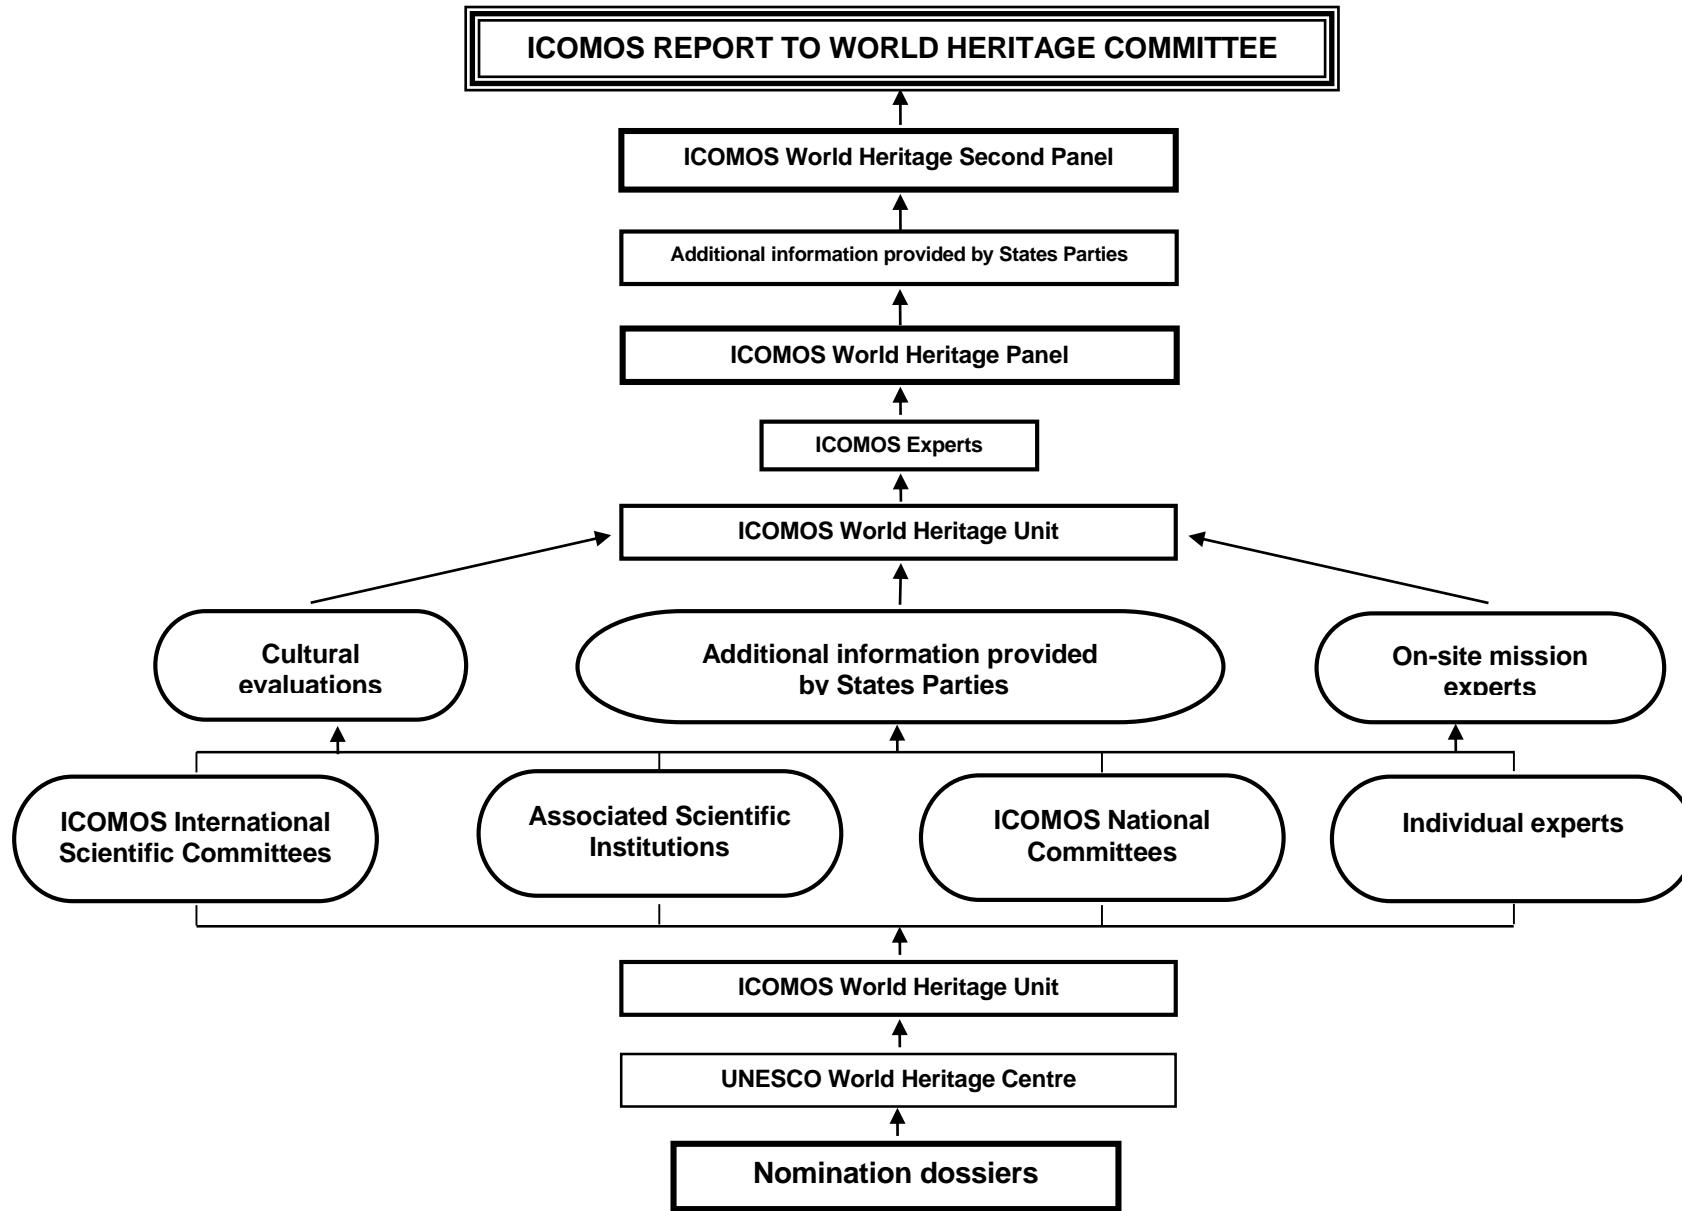 ICOMOS REPORT TO WORLD HERITAGE COMMITTEE
ICOMOS World Heritage Second Panel
Additional information provided by States Parties
ICOMOS World Heritage Panel
ICOMOS Experts
ICOMOS World Heritage Unit
Cultural
evaluations
Additional information provided
by States Parties
On-site mission
experts
ICOMOS International
Scientific Committees
Associated Scientific
Institutions
ICOMOS National
Committees
Individual experts
ICOMOS World Heritage Unit
UNESCO World Heritage Centre
Nomination dossiers